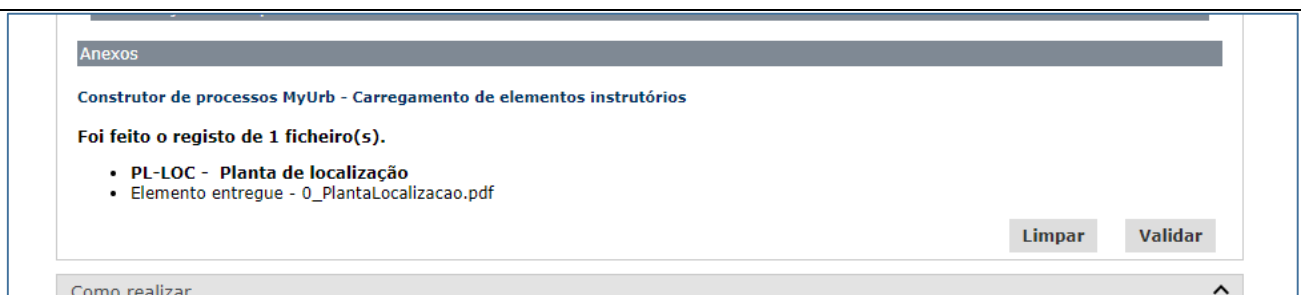 Anexos
Construtor de processos MyUrb - Carregamento de elementos instrutórios
Foi feito o registo de 1 ficheiro(s).
• PL-LOC - Planta de localização
• Elemento entregue - 0_PlantaLocalizacao.pdf
Limpar Validar
Como realizar